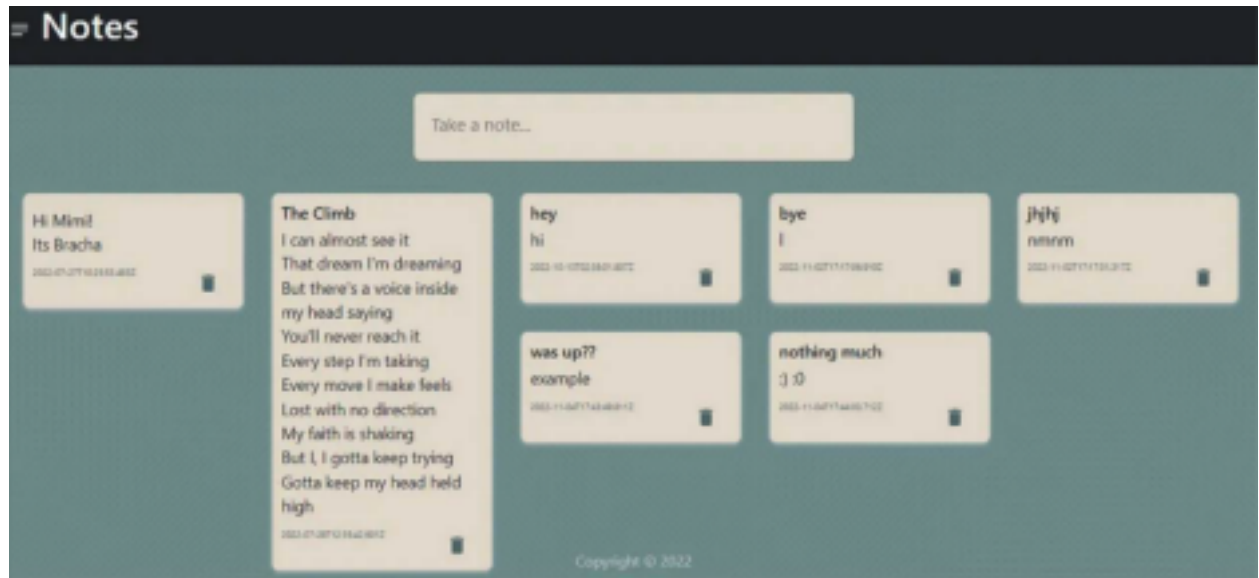 Notes
Take a note...
Hi Mimi!
Its Bracha
The Climb
I can almost see it
That dream I'm dreaming
But there's a voice inside
my head saying
You'll never reach it
Every step I'm taking
Every move I make feels
Lost with no direction
My faith is shaking
But I, I gotta keep trying
Gotta keep my head held
high
hey
hi
bye
jhjhj
nmnm
was up??
example
nothing much
:) :0
Copyright © 2022